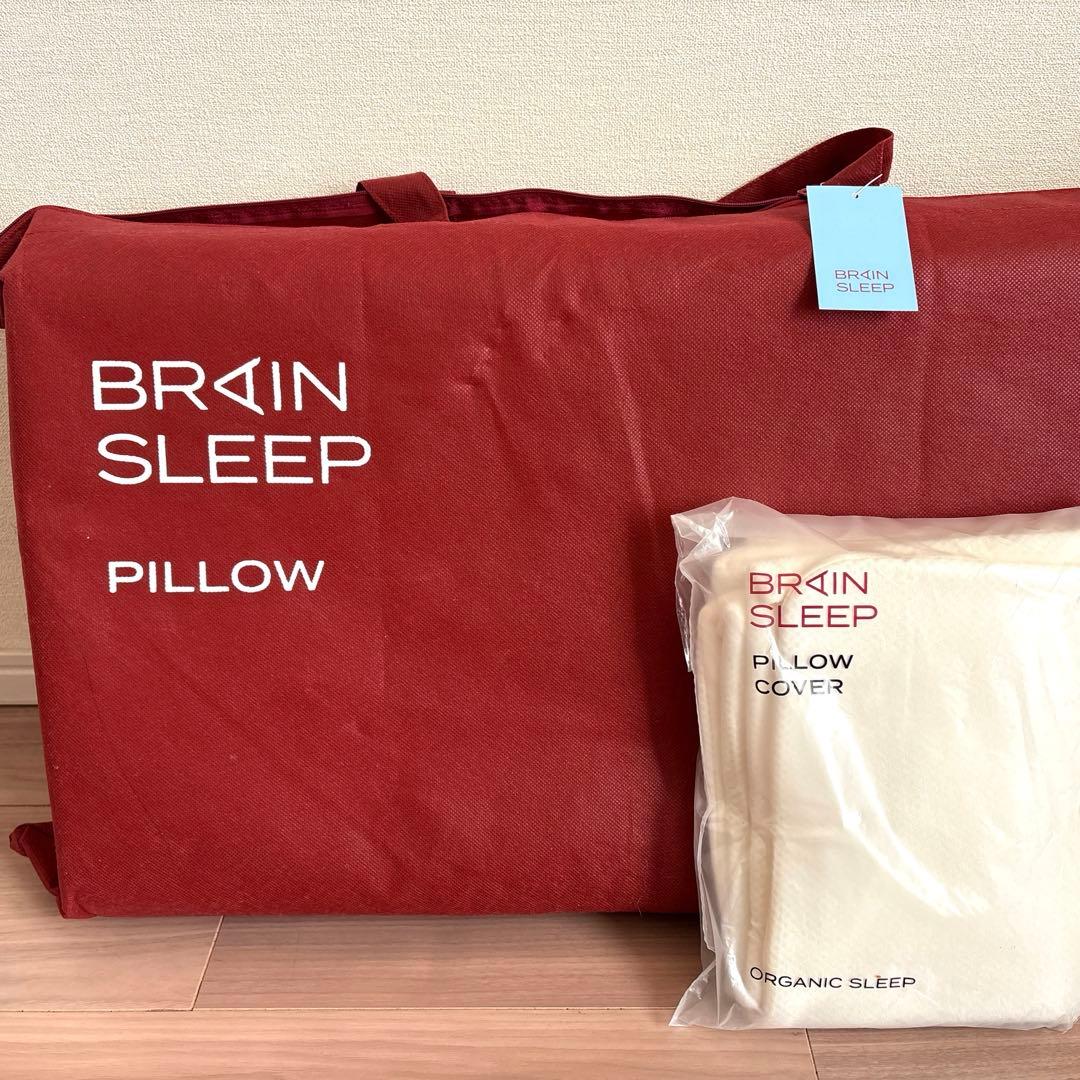 BRAIN
SLEEP
PILLOW
BRAIN
SLEEP
BRAIN
SLEEP
PILLOW
COVER
ORGANIC SLEEP